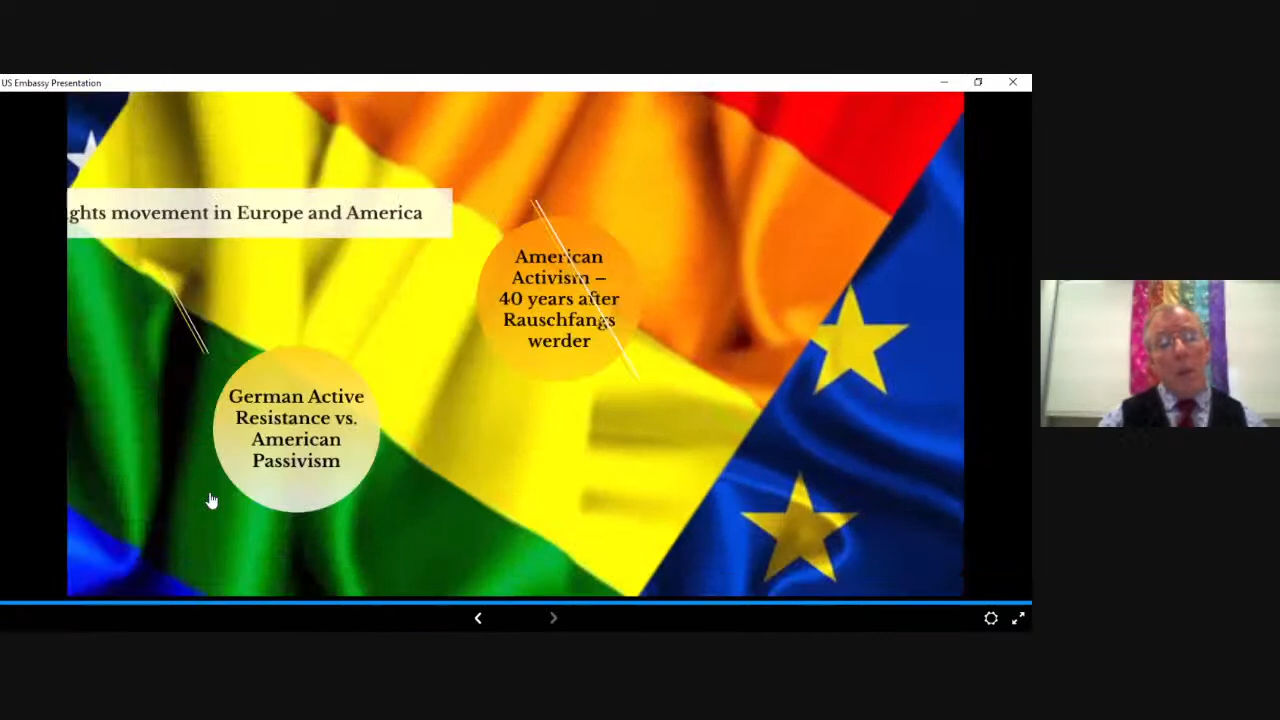 US Embassy Presentation
ights movement in Europe and America
American
Activism –
40 years after
Rauschfangs
werder
German Active
Resistance vs.
American
Passivism